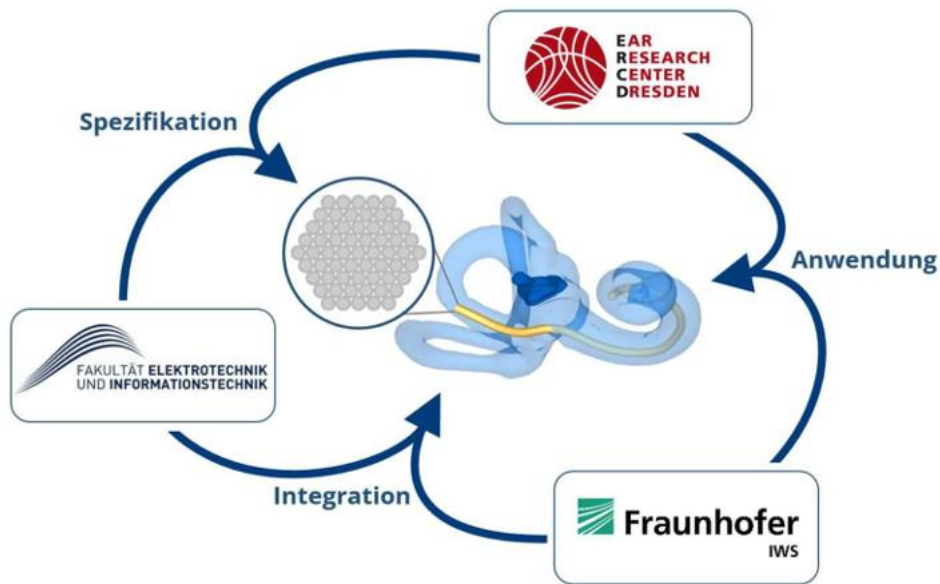 EAR
RESEARCH
CENTER
DRESDEN
Spezifikation
Anwendung
FAKULTÄT ELEKTROTECHNIK
UND INFORMATIONSTECHNIK
Integration
Fraunhofer
IWS